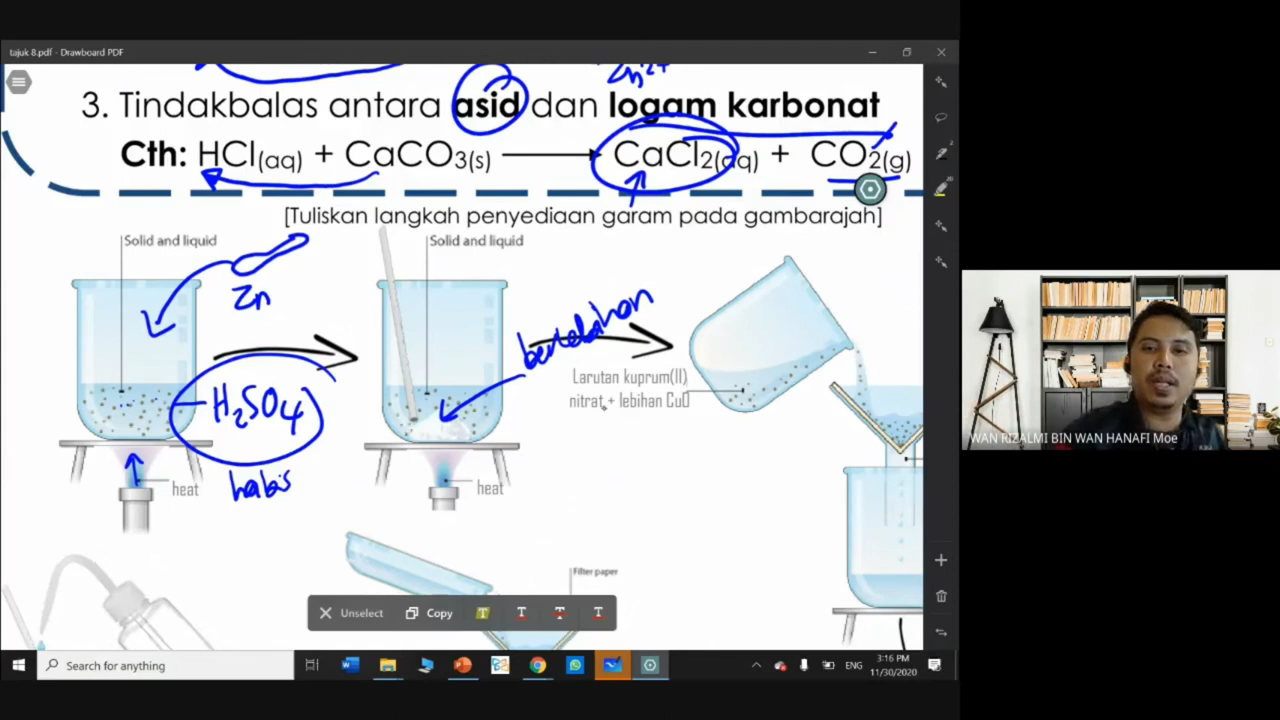 tajuk 8.pdf - Drawboard PDF
Zn2+
3. Tindakbalas antara asid dan logam karbonat
Cth: HCl(aq) + CaCO3(s) → CaCl2(aq) + CO2(g)
[Tuliskan langkah penyediaan garam pada gambarajah]
Solid and liquid
Solid and liquid
Zn
berlebihan
H2SO4
habis
heat
heat
Larutan kuprum(II)
nitrat + lebihan CuO
WAN RIZALMI BIN WAN HANAFI Moe
Filter paper
Unselect Copy T T T T
Search for anything
ENG
3:16 PM
11/30/2020